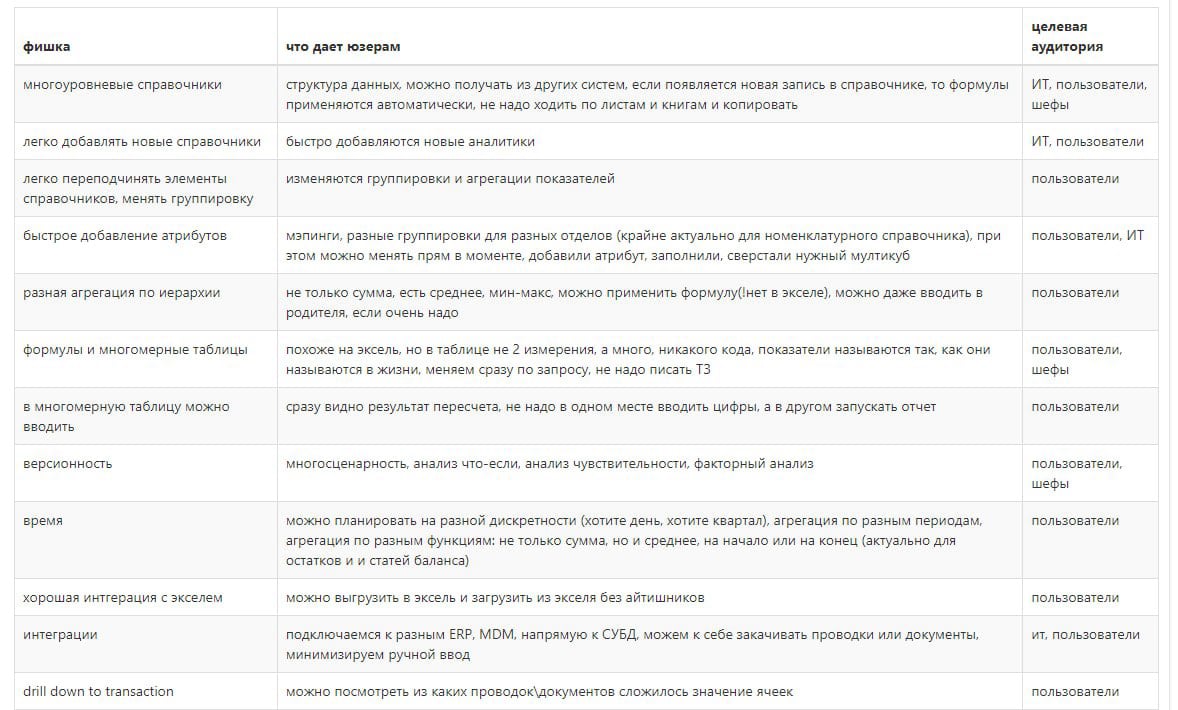 фишка
что дает юзерам
целевая
аудитория
многоуровневые справочники
структура данных, можно получать из других систем, если появляется новая запись в справочнике, то формулы
применяются автоматически, не надо ходить по листам и книгам и копировать
ИТ, пользователи,
шефы
легко добавлять новые справочники
быстро добавляются новые аналитики
ИТ, пользователи
легко переподчинять элементы
справочников, менять группировку
изменяются группировки и агрегации показателей
пользователи
быстрое добавление атрибутов
мэпинги, разные группировки для разных отделов (крайне актуально для номенклатурного справочника), при
этом можно менять прям в моменте, добавили атрибут, заполнили, сверстали нужный мултикуб
пользователи, ИТ
разная агрегация по иерархии
не только сумма, есть среднее, мин-макс, можно применить формулу(!нет в экселе), можно даже вводить в
родителя, если очень надо
пользователи
формулы и многомерные таблицы
похоже на эксель, но в таблице не 2 измерения, а много, никакого кода, показатели называются так, как они
называются в жизни, меняем сразу по запросу, не надо писать ТЗ
пользователи,
шефы
в многомерную таблицу можно
вводить
сразу видно результат пересчета, не надо в одном месте вводить цифры, а в другом запускать отчет
пользователи
версионность
многосценарность, анализ что-если, анализ чувствительности, факторный анализ
пользователи,
шефы
время
можно планировать на разной дискретности (хотите день, хотите квартал), агрегация по разным периодам,
агрегация по разным функциям: не только сумма, но и среднее, на начало или на конец (актуально для
остатков и и статей баланса)
пользователи
хорошая интгерация с экселем
можно выгрузить в эксель и загрузить из экселя без айтишников
пользователи
интеграции
подключаемся к разным ERP, MDM, напрямую к СУБД, можем к себе закачивать проводки или документы,
минимизируем ручной ввод
ит, пользователи
drill down to transaction
можно посмотреть из каких проводок\документов сложилось значение ячеек
пользователи